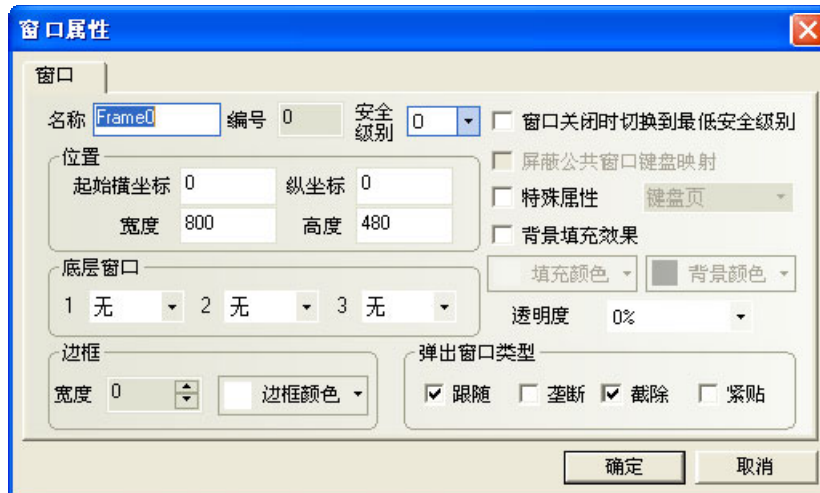 窗口属性
窗口
名称 Frame0 编号 0 安全级别 0 窗口关闭时切换到最低安全级别
位置 屏蔽公共窗口键盘映射
起始横坐标 0 纵坐标 0 特殊属性 键盘页
宽度 800 高度 480 背景填充效果
底层窗口 填充颜色 背景颜色
1 无 2 无 3 无 透明度 0%
边框 弹出窗口类型
宽度 0 边框颜色 跟随 垄断 截除 紧贴
确定 取消